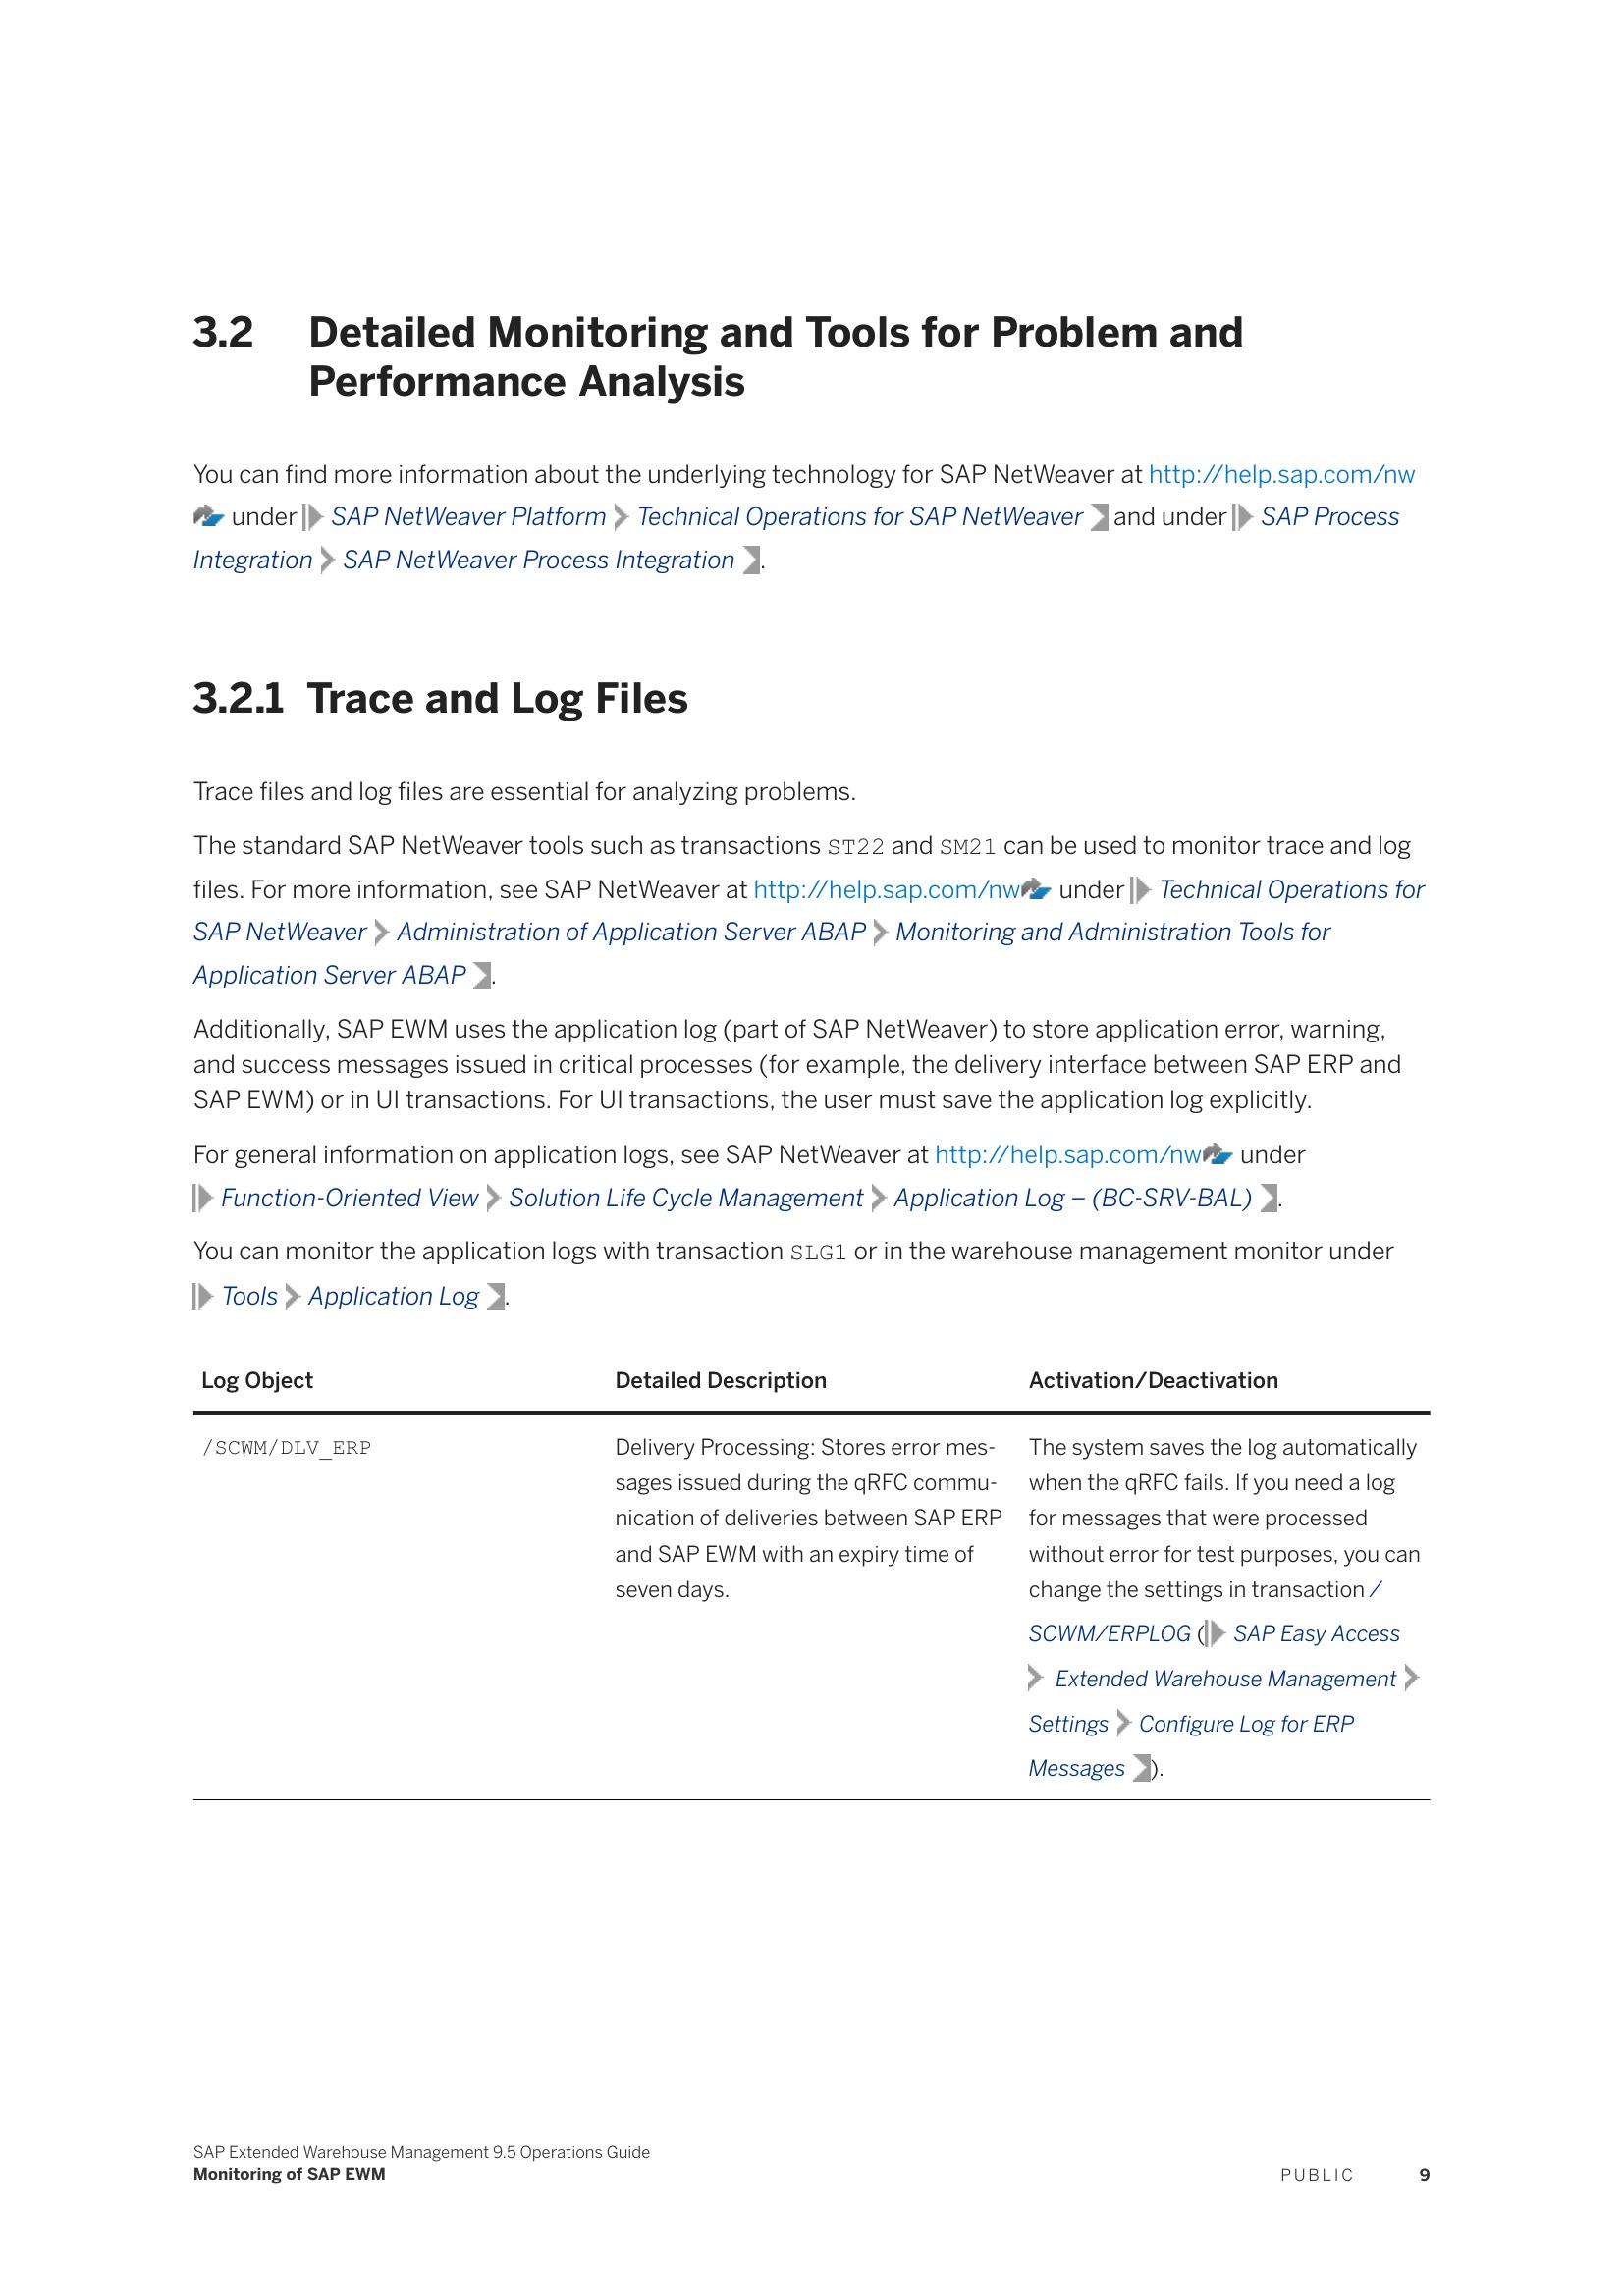 3.2 Detailed Monitoring and Tools for Problem and
Performance Analysis
You can find more information about the underlying technology for SAP NetWeaver at http://help.sap.com/nw
under SAP NetWeaver Platform Technical Operations for SAP NetWeaver and under SAP Process
Integration SAP NetWeaver Process Integration .
3.2.1 Trace and Log Files
Trace files and log files are essential for analyzing problems.
The standard SAP NetWeaver tools such as transactions ST22 and SM21 can be used to monitor trace and log
files. For more information, see SAP NetWeaver at http://help.sap.com/nw under Technical Operations for
SAP NetWeaver Administration of Application Server ABAP Monitoring and Administration Tools for
Application Server ABAP .
Additionally, SAP EWM uses the application log (part of SAP NetWeaver) to store application error, warning,
and success messages issued in critical processes (for example, the delivery interface between SAP ERP and
SAP EWM) or in UI transactions. For UI transactions, the user must save the application log explicitly.
For general information on application logs, see SAP NetWeaver at http://help.sap.com/nw under
Function-Oriented View Solution Life Cycle Management Application Log – (BC-SRV-BAL) .
You can monitor the application logs with transaction SLG1 or in the warehouse management monitor under
Tools Application Log .
Log Object
Detailed Description
Activation/Deactivation
/SCWM/DLV_ERP
Delivery Processing: Stores error mes-
sages issued during the qRFC commu-
nication of deliveries between SAP ERP
and SAP EWM with an expiry time of
seven days.
The system saves the log automatically
when the qRFC fails. If you need a log
for messages that were processed
without error for test purposes, you can
change the settings in transaction /
SCWM/ERPLOG ( SAP Easy Access
Extended Warehouse Management
Settings Configure Log for ERP
Messages ).
SAP Extended Warehouse Management 9.5 Operations Guide
Monitoring of SAP EWM
PUBLIC 9